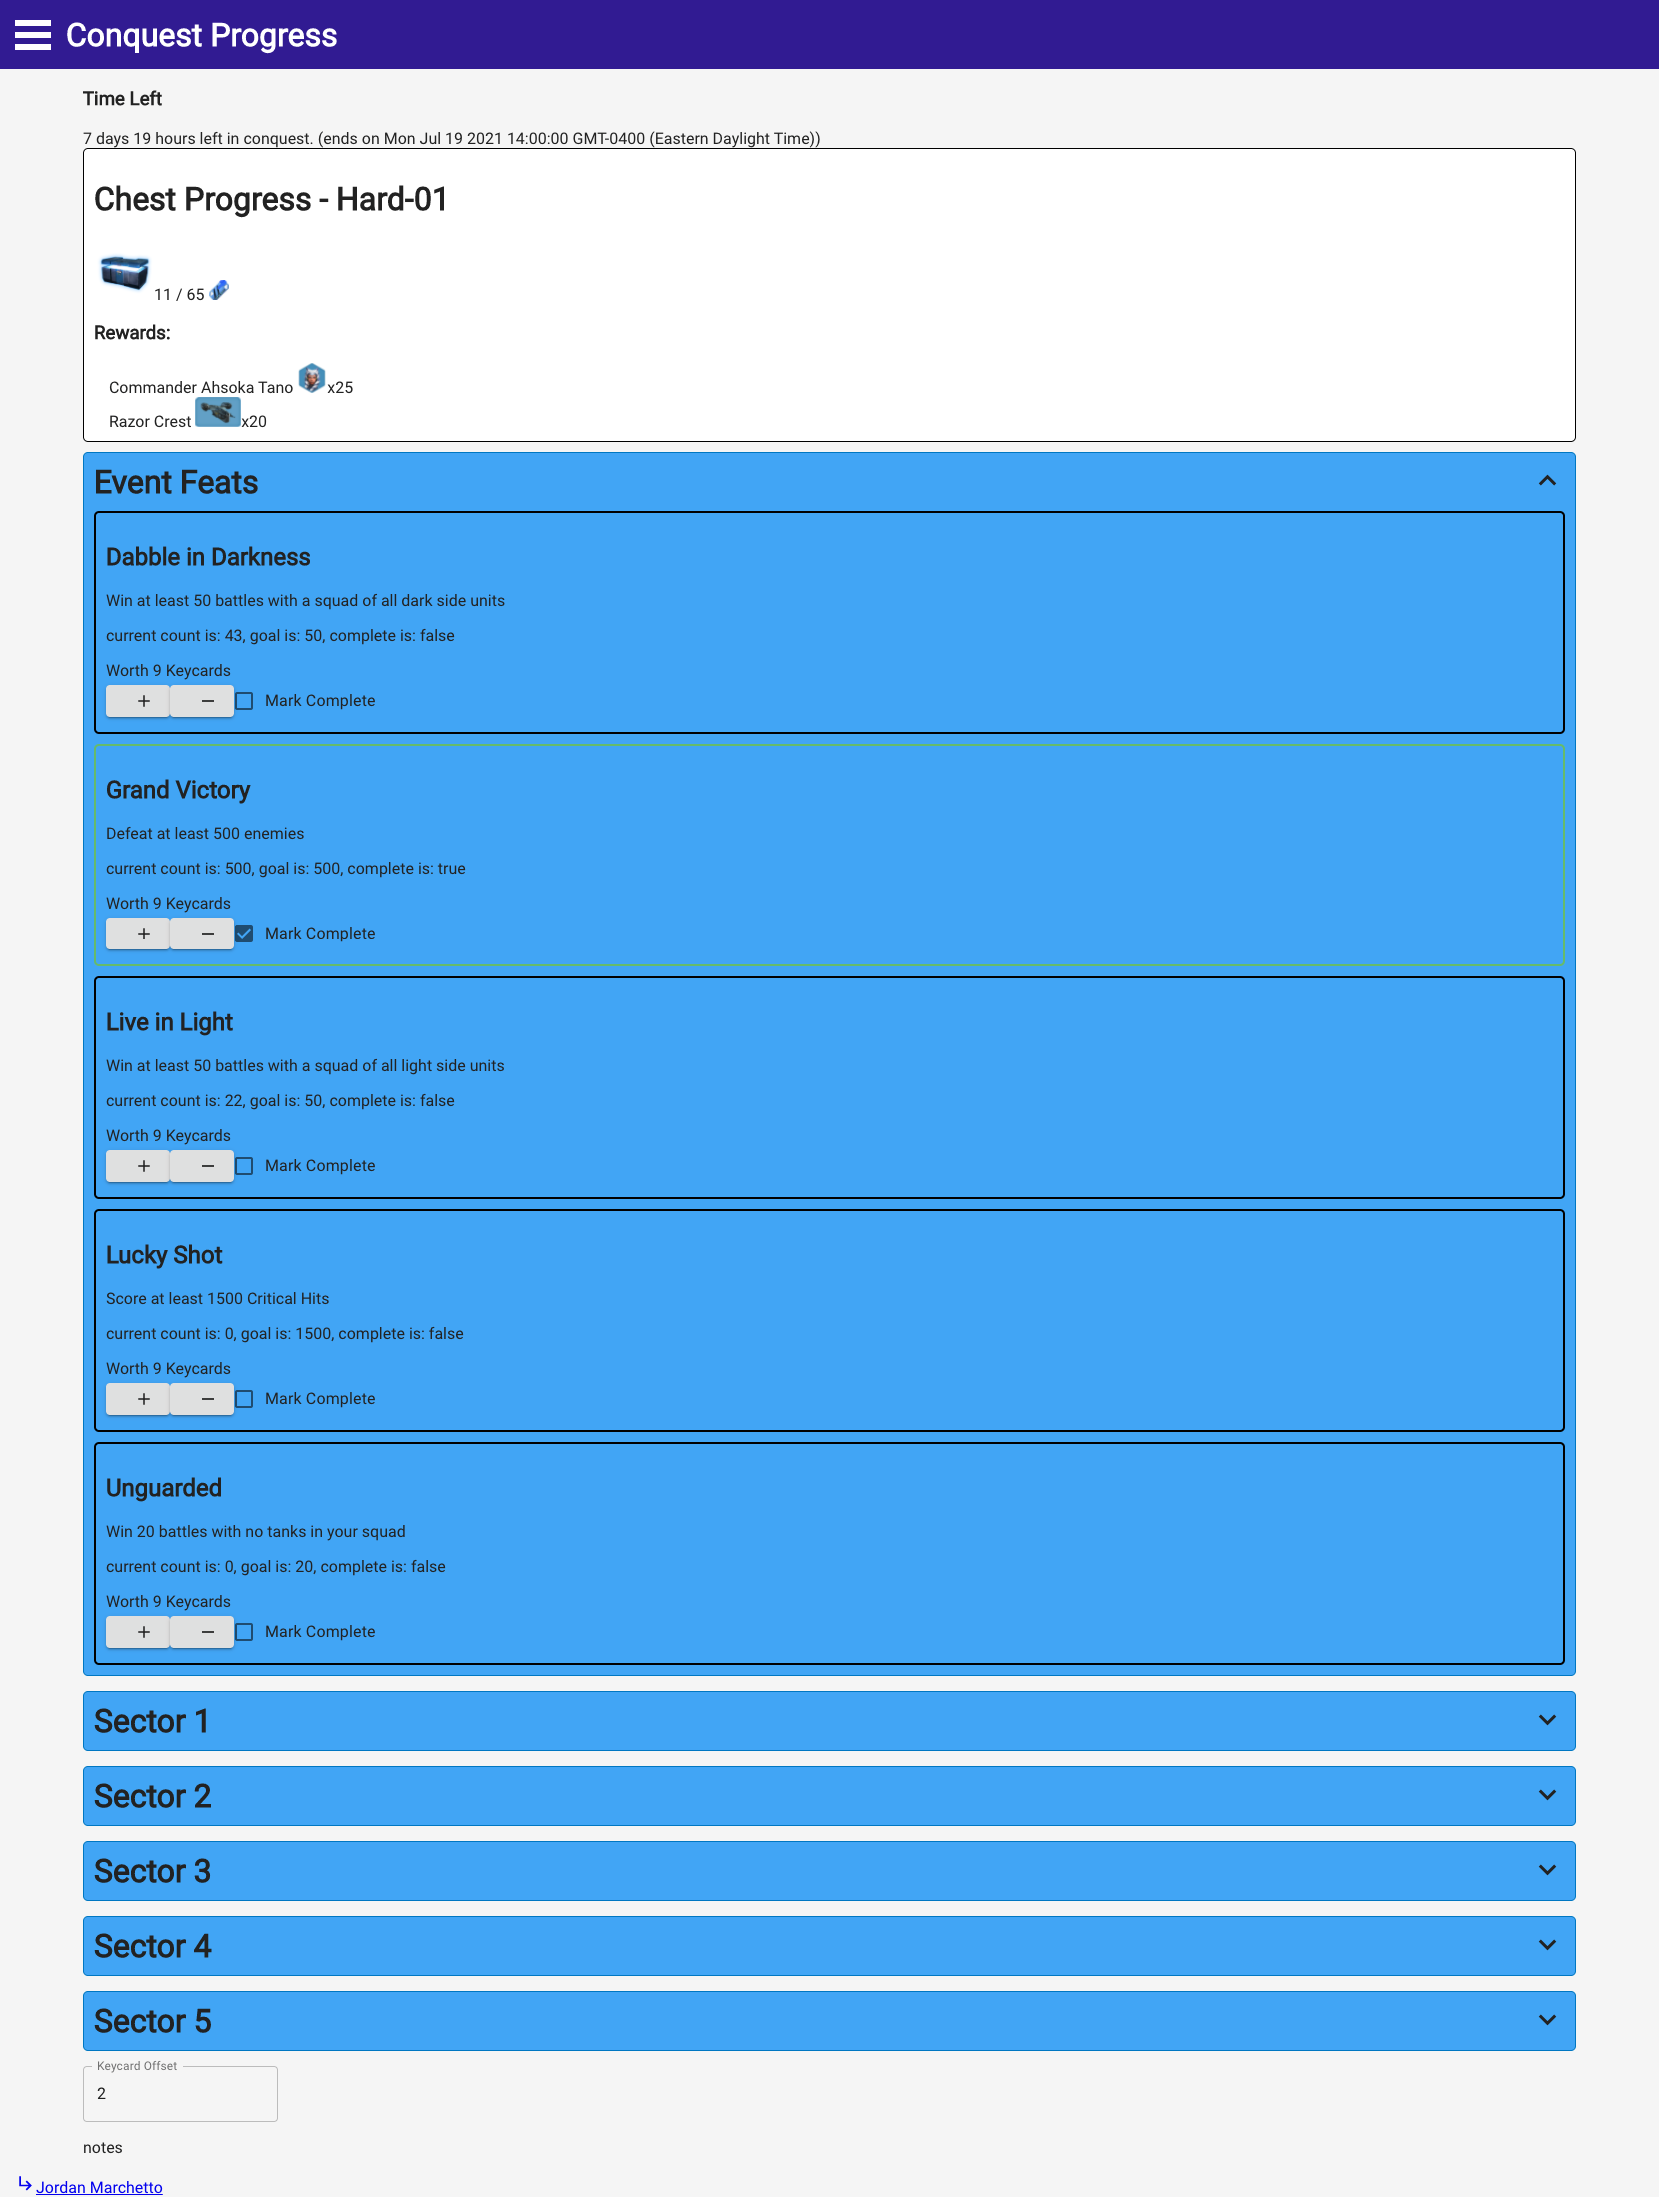 Conquest Progress
Time Left
7 days 19 hours left in conquest. (ends on Mon Jul 19 2021 14:00:00 GMT-0400 (Eastern Daylight Time))
Chest Progress - Hard-01
11 / 65
Rewards:
Commander Ahsoka Tano x25
Razor Crest x20
Event Feats
Dabble in Darkness
Win at least 50 battles with a squad of all dark side units
current count is: 43, goal is: 50, complete is: false
Worth 9 Keycards
+ − Mark Complete
Grand Victory
Defeat at least 500 enemies
current count is: 500, goal is: 500, complete is: true
Worth 9 Keycards
+ − Mark Complete
Live in Light
Win at least 50 battles with a squad of all light side units
current count is: 22, goal is: 50, complete is: false
Worth 9 Keycards
+ − Mark Complete
Lucky Shot
Score at least 1500 Critical Hits
current count is: 0, goal is: 1500, complete is: false
Worth 9 Keycards
+ − Mark Complete
Unguarded
Win 20 battles with no tanks in your squad
current count is: 0, goal is: 20, complete is: false
Worth 9 Keycards
+ − Mark Complete
Sector 1
Sector 2
Sector 3
Sector 4
Sector 5
Keycard Offset
2
notes
Jordan Marchetto